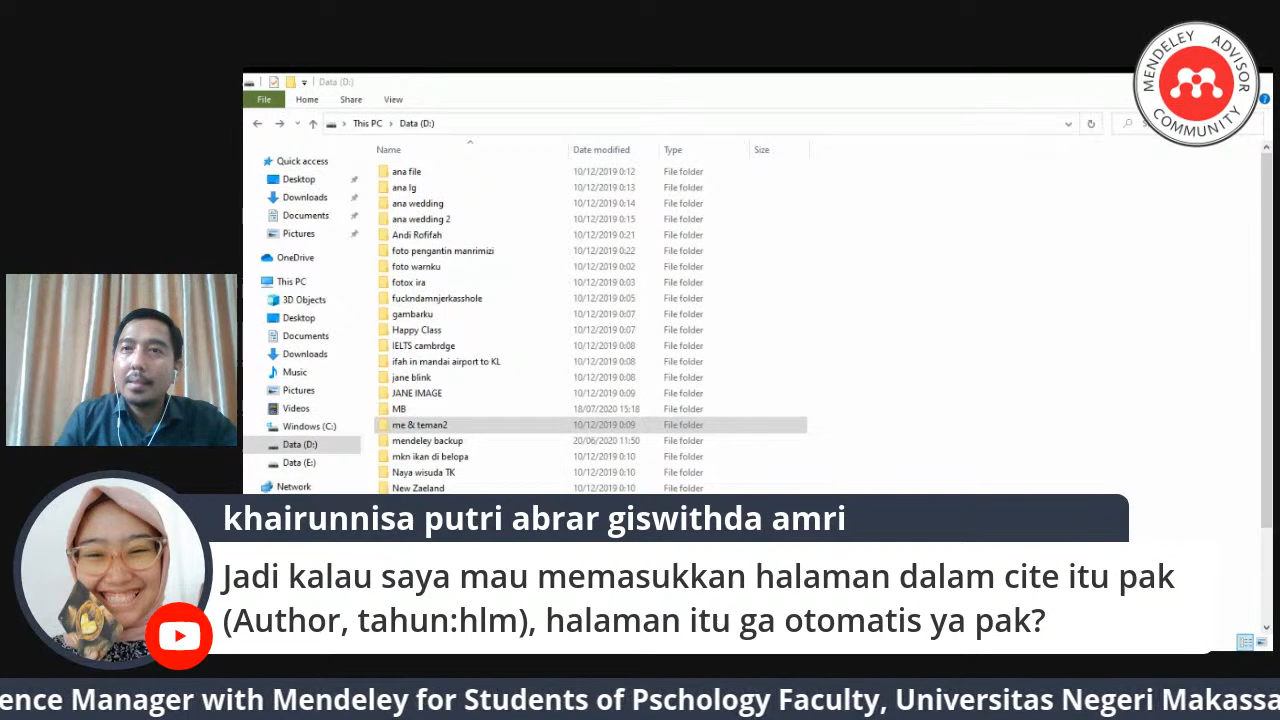 MENDELEY ADVISOR COMMUNITY
Data (D:)
File Home Share View
This PC Data (D:)
Name Date modified Type Size
Quick access
Desktop
Downloads
Documents
Pictures
OneDrive
This PC
3D Objects
Desktop
Documents
Downloads
Music
Pictures
Videos
Windows (C:)
Data (D:)
Data (E:)
Network
ana file 10/12/2019 0:12 File folder
ana lg 10/12/2019 0:13 File folder
ana wedding 10/12/2019 0:14 File folder
ana wedding 2 10/12/2019 0:15 File folder
Andi Rofifah 10/12/2019 0:21 File folder
foto pengantin manrimizi 10/12/2019 0:22 File folder
foto warnku 10/12/2019 0:02 File folder
fotox ira 10/12/2019 0:03 File folder
fuckndamnjerkasshole 10/12/2019 0:05 File folder
gambarku 10/12/2019 0:07 File folder
Happy Class 10/12/2019 0:07 File folder
IELTS cambrdge 10/12/2019 0:08 File folder
ifah in mandai airport to KL 10/12/2019 0:08 File folder
jane blink 10/12/2019 0:08 File folder
JANE IMAGE 10/12/2019 0:09 File folder
MB 18/07/2020 15:18 File folder
me & teman2 10/12/2019 0:09 File folder
mendeley backup 20/06/2020 11:50 File folder
mkn ikan di belopa 10/12/2019 0:10 File folder
Naya wisuda TK 10/12/2019 0:10 File folder
New Zaeland 10/12/2019 0:10 File folder
khairunnisa putri abrar giswithda amri
Jadi kalau saya mau memasukkan halaman dalam cite itu pak
(Author, tahun:hlm), halaman itu ga otomatis ya pak?
ence Manager with Mendeley for Students of Pschology Faculty, Universitas Negeri Makassa